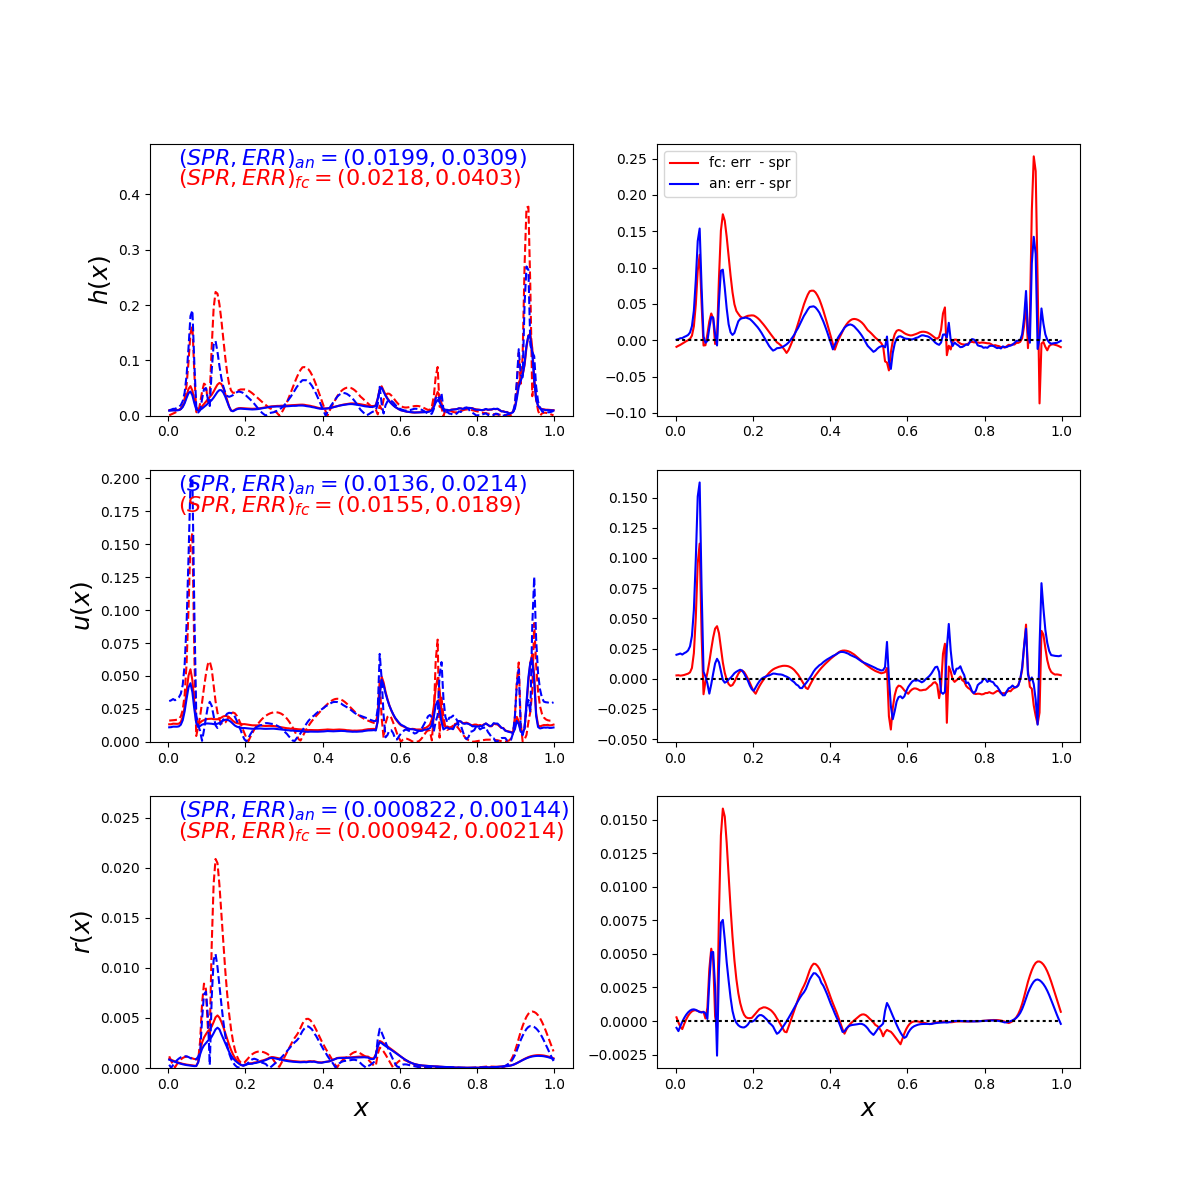 (SPR, ERR)an = (0.0199, 0.0309)
(SPR, ERR)fc = (0.0218, 0.0403)
h(x)
0.4
0.3
0.2
0.1
0.0
0.0 0.2 0.4 0.6 0.8 1.0
fc: err - spr
an: err - spr
0.25
0.20
0.15
0.10
0.05
0.00
−0.05
−0.10
0.0 0.2 0.4 0.6 0.8 1.0
(SPR, ERR)an = (0.0136, 0.0214)
(SPR, ERR)fc = (0.0155, 0.0189)
u(x)
0.200
0.175
0.150
0.125
0.100
0.075
0.050
0.025
0.000
0.0 0.2 0.4 0.6 0.8 1.0
0.150
0.125
0.100
0.075
0.050
0.025
0.000
−0.025
−0.050
0.0 0.2 0.4 0.6 0.8 1.0
(SPR, ERR)an = (0.000822, 0.00144)
(SPR, ERR)fc = (0.000942, 0.00214)
r(x)
0.025
0.020
0.015
0.010
0.005
0.000
0.0 0.2 0.4 0.6 0.8 1.0
x
0.0150
0.0125
0.0100
0.0075
0.0050
0.0025
0.0000
−0.0025
0.0 0.2 0.4 0.6 0.8 1.0
x